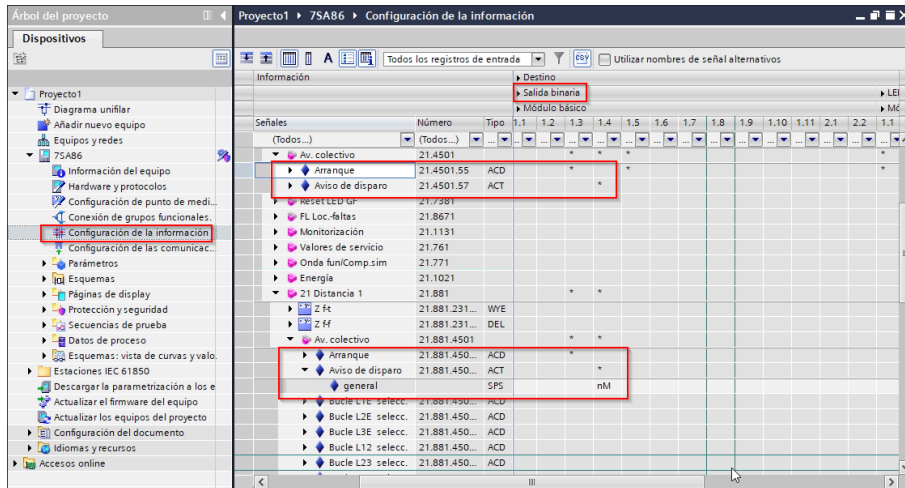 Árbol del proyecto
Proyecto1 ▸ 7SA86 ▸ Configuración de la información
Dispositivos
Todos los registros de entrada
Utilizar nombres de señal alternativos
Proyecto1
Diagrama unifilar
Añadir nuevo equipo
Equipos y redes
7SA86
Información del equipo
Hardware y protocolos
Configuración de punto de medi...
Conexión de grupos funcionales.
Configuración de la información
Configuración de las comunicac...
Parámetros
Esquemas
Páginas de display
Protección y seguridad
Secuencias de prueba
Datos de proceso
Esquemas: vista de curvas y valo.
Estaciones IEC 61850
Descargar la parametrización a los e
Actualizar el firmware del equipo
Actualizar los equipos del proyecto
Configuración del documento
Idiomas y recursos
Accesos online
Información Destino
Salida binaria LEI
Módulo básico
Señales Número Tipo 1.1 1.2 1.3 1.4 1.5 1.6 1.7 1.8 1.9 1.10 1.11 2.1 2.2 1.1
(Todos...) (Todos... ) ... ... ... ... ... ... ... ... ... ... ... ... ... ...
Av. colectivo 21.4501 * * * *
Arranque 21.4501.55 ACD * * *
Aviso de disparo 21.4501.57 ACT *
Reset LED GF 21.7381
FL Loc.-faltas 21.8671
Monitorización 21.1131
Valores de servicio 21.761
Onda fun/Comp.sim 21.771
Energía 21.1021
21 Distancia 1 21.881 * *
Z ft 21.881.231... WYE
Z ff 21.881.231... DEL
Av. colectivo 21.881.4501 * *
Arranque 21.881.450... ACD *
Aviso de disparo 21.881.450... ACT *
general SPS nM
Bucle L1E selecc. 21.881.450... ACD
Bucle L2E selecc. 21.881.450... ACD
Bucle L3E selecc. 21.881.450... ACD
Bucle L12 selecc. 21.881.450... ACD
Bucle L23 selecc. 21.881.450... ACD